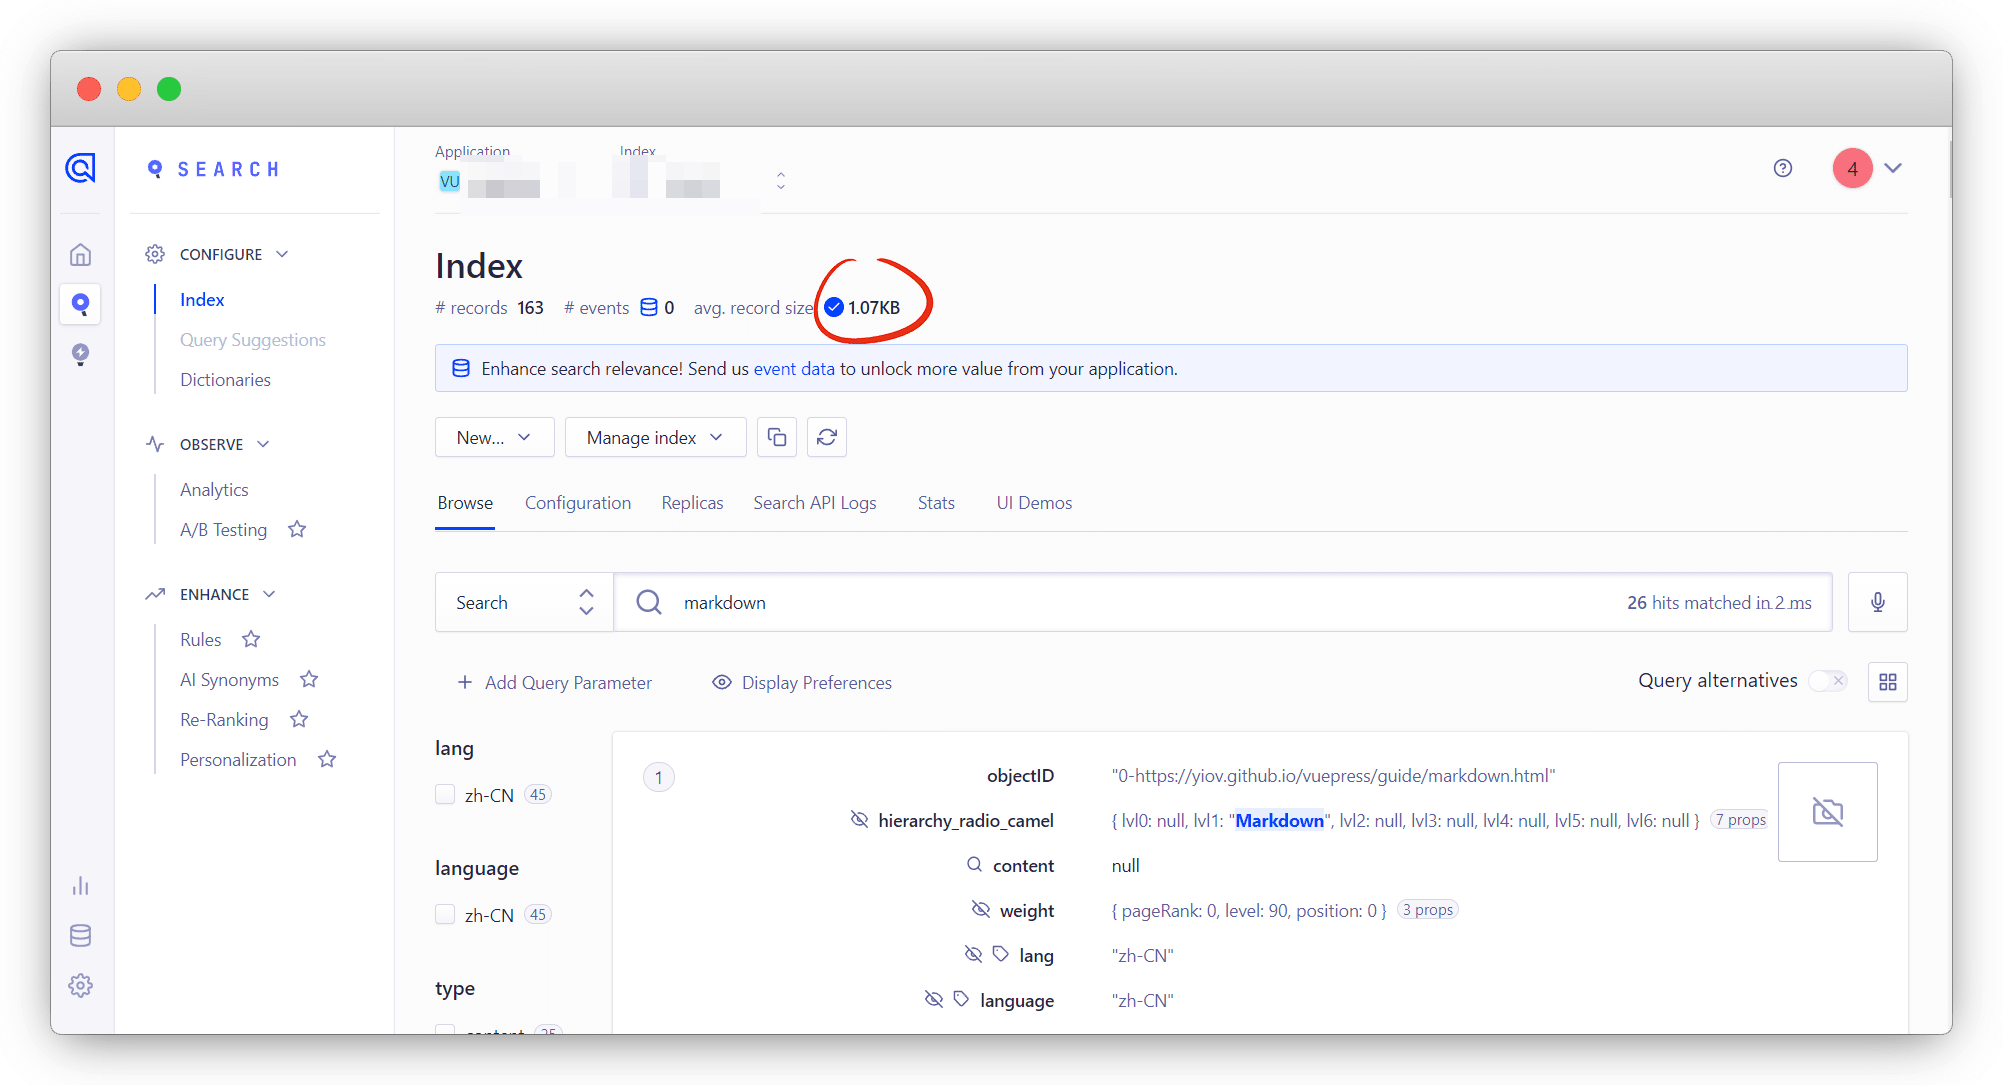 SEARCH
CONFIGURE
Index
Query Suggestions
Dictionaries
OBSERVE
Analytics
A/B Testing
ENHANCE
Rules
AI Synonyms
Re-Ranking
Personalization
Application Index
VU
4
Index
# records 163 # events 0 avg. record size 1.07KB
Enhance search relevance! Send us event data to unlock more value from your application.
New... Manage index
Browse Configuration Replicas Search API Logs Stats UI Demos
Search markdown 26 hits matched in 2 ms
Add Query Parameter Display Preferences Query alternatives
lang
zh-CN 45
language
zh-CN 45
type
content 25
1
objectID "0-https://yiov.github.io/vuepress/guide/markdown.html"
hierarchy_radio_camel { lvl0: null, lvl1: "Markdown", lvl2: null, lvl3: null, lvl4: null, lvl5: null, lvl6: null } 7 props
content null
weight { pageRank: 0, level: 90, position: 0 } 3 props
lang "zh-CN"
language "zh-CN"